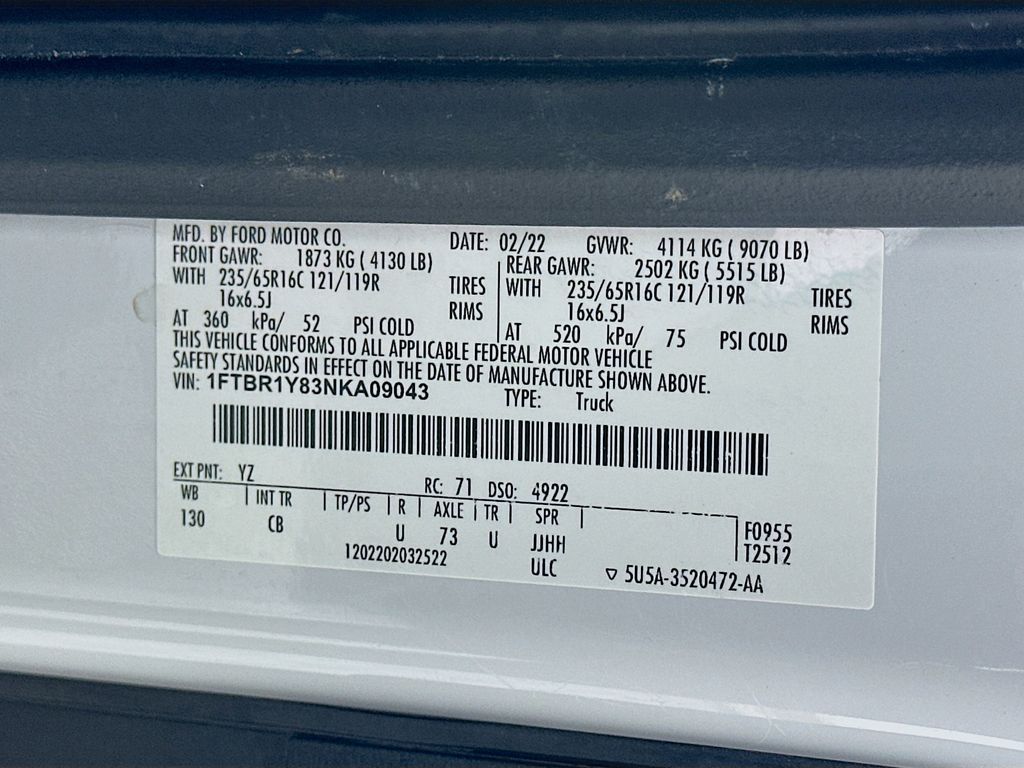 MFD. BY FORD MOTOR CO. DATE: 02/22 GVWR: 4114 KG ( 9070 LB)
FRONT GAWR: 1873 KG ( 4130 LB) REAR GAWR: 2502 KG ( 5515 LB)
WITH 235/65R16C 121/119R TIRES WITH 235/65R16C 121/119R TIRES
16x6.5J RIMS 16x6.5J RIMS
AT 360 kPa/ 52 PSI COLD AT 520 kPa/ 75 PSI COLD
THIS VEHICLE CONFORMS TO ALL APPLICABLE FEDERAL MOTOR VEHICLE
SAFETY STANDARDS IN EFFECT ON THE DATE OF MANUFACTURE SHOWN ABOVE.
VIN: 1FTBR1Y83NKA09043 TYPE: Truck
EXT PNT: YZ RC: 71 DSO: 4922
WB INT TR TP/PS R AXLE TR SPR F0955
130 CB U 73 U JJHH T2512
1202202032522 ULC ▽ 5U5A-3520472-AA